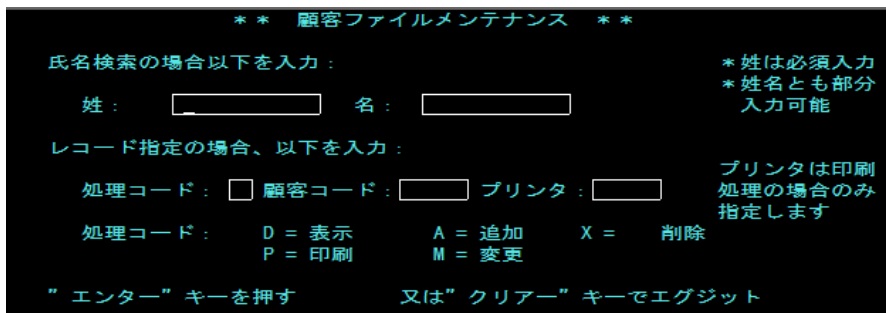 ** 顧客ファイルメンテナンス **
氏名検索の場合以下を入力： *姓は必須入力
*姓名とも部分
姓： _ 名： 入力可能
レコード指定の場合、以下を入力：
プリンタは印刷
処理コード： 顧客コード： プリンタ： 処理の場合のみ
指定します
処理コード： D = 表示 A = 追加 X = 削除
P = 印刷 M = 変更
”エンター”キーを押す 又は”クリアー”キーでエグジット